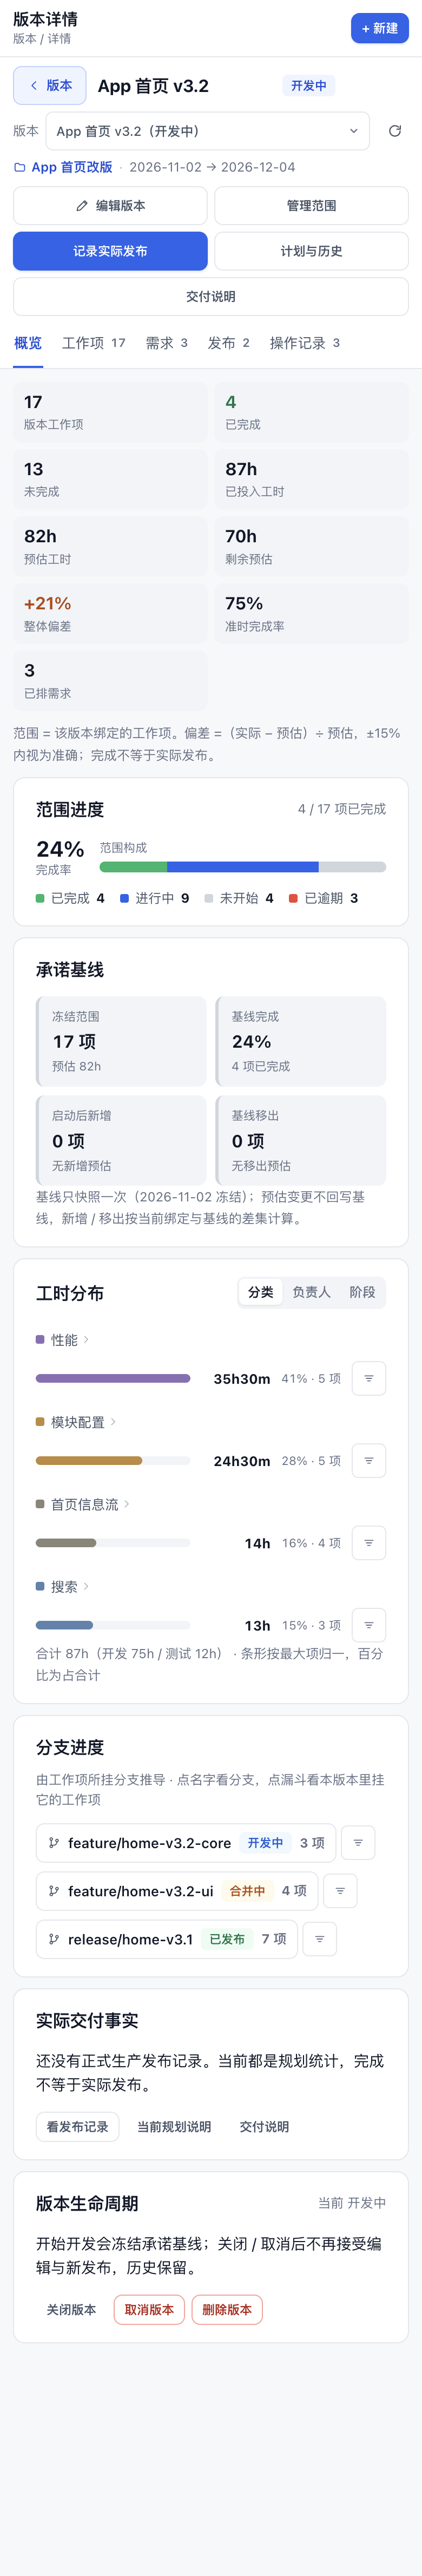 版本详情
版本 / 详情
+ 新建
版本
App 首页 v3.2
开发中
版本
App 首页 v3.2（开发中）
App 首页改版 · 2026-11-02 → 2026-12-04
编辑版本
管理范围
记录实际发布
计划与历史
交付说明
概览
工作项 17
需求 3
发布 2
操作记录 3
17
版本工作项
4
已完成
13
未完成
87h
已投入工时
82h
预估工时
70h
剩余预估
+21%
整体偏差
75%
准时完成率
3
已排需求
范围 = 该版本绑定的工作项。偏差 =（实际 − 预估）÷ 预估，±15%
内视为准确；完成不等于实际发布。
范围进度
4 / 17 项已完成
24%
完成率
范围构成
已完成 4
进行中 9
未开始 4
已逾期 3
承诺基线
冻结范围
17 项
预估 82h
基线完成
24%
4 项已完成
启动后新增
0 项
无新增预估
基线移出
0 项
无移出预估
基线只快照一次（2026-11-02 冻结）；预估变更不回写基
线，新增 / 移出按当前绑定与基线的差集计算。
工时分布
分类
负责人
阶段
性能
35h30m
41% · 5 项
模块配置
24h30m
28% · 5 项
首页信息流
14h
16% · 4 项
搜索
13h
15% · 3 项
合计 87h（开发 75h / 测试 12h） · 条形按最大项归一，百分
比为占合计
分支进度
由工作项所挂分支推导 · 点名字看分支，点漏斗看本版本里挂
它的工作项
feature/home-v3.2-core 开发中 3 项
feature/home-v3.2-ui 合并中 4 项
release/home-v3.1 已发布 7 项
实际交付事实
还没有正式生产发布记录。当前都是规划统计，完成
不等于实际发布。
看发布记录
当前规划说明
交付说明
版本生命周期
当前 开发中
开始开发会冻结承诺基线；关闭 / 取消后不再接受编
辑与新发布，历史保留。
关闭版本
取消版本
删除版本